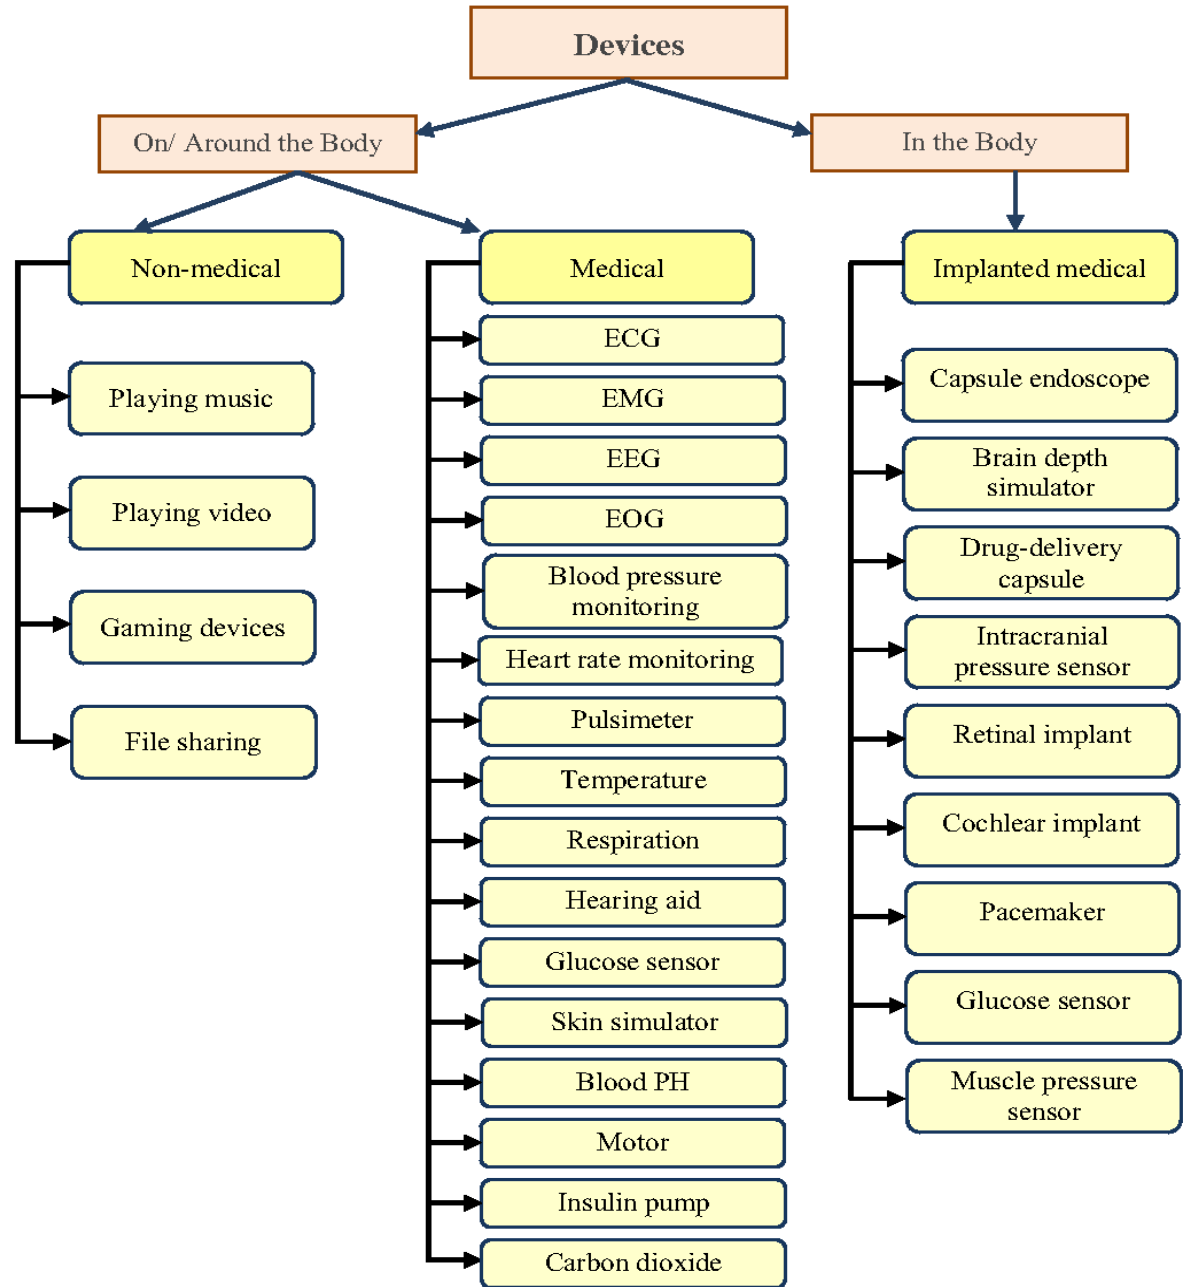 Devices
On/ Around the Body
In the Body
Non-medical
Playing music
Playing video
Gaming devices
File sharing
Medical
ECG
EMG
EEG
EOG
Blood pressure
monitoring
Heart rate monitoring
Pulsimeter
Temperature
Respiration
Hearing aid
Glucose sensor
Skin simulator
Blood PH
Motor
Insulin pump
Carbon dioxide
Implanted medical
Capsule endoscope
Brain depth
simulator
Drug-delivery
capsule
Intracranial
pressure sensor
Retinal implant
Cochlear implant
Pacemaker
Glucose sensor
Muscle pressure
sensor